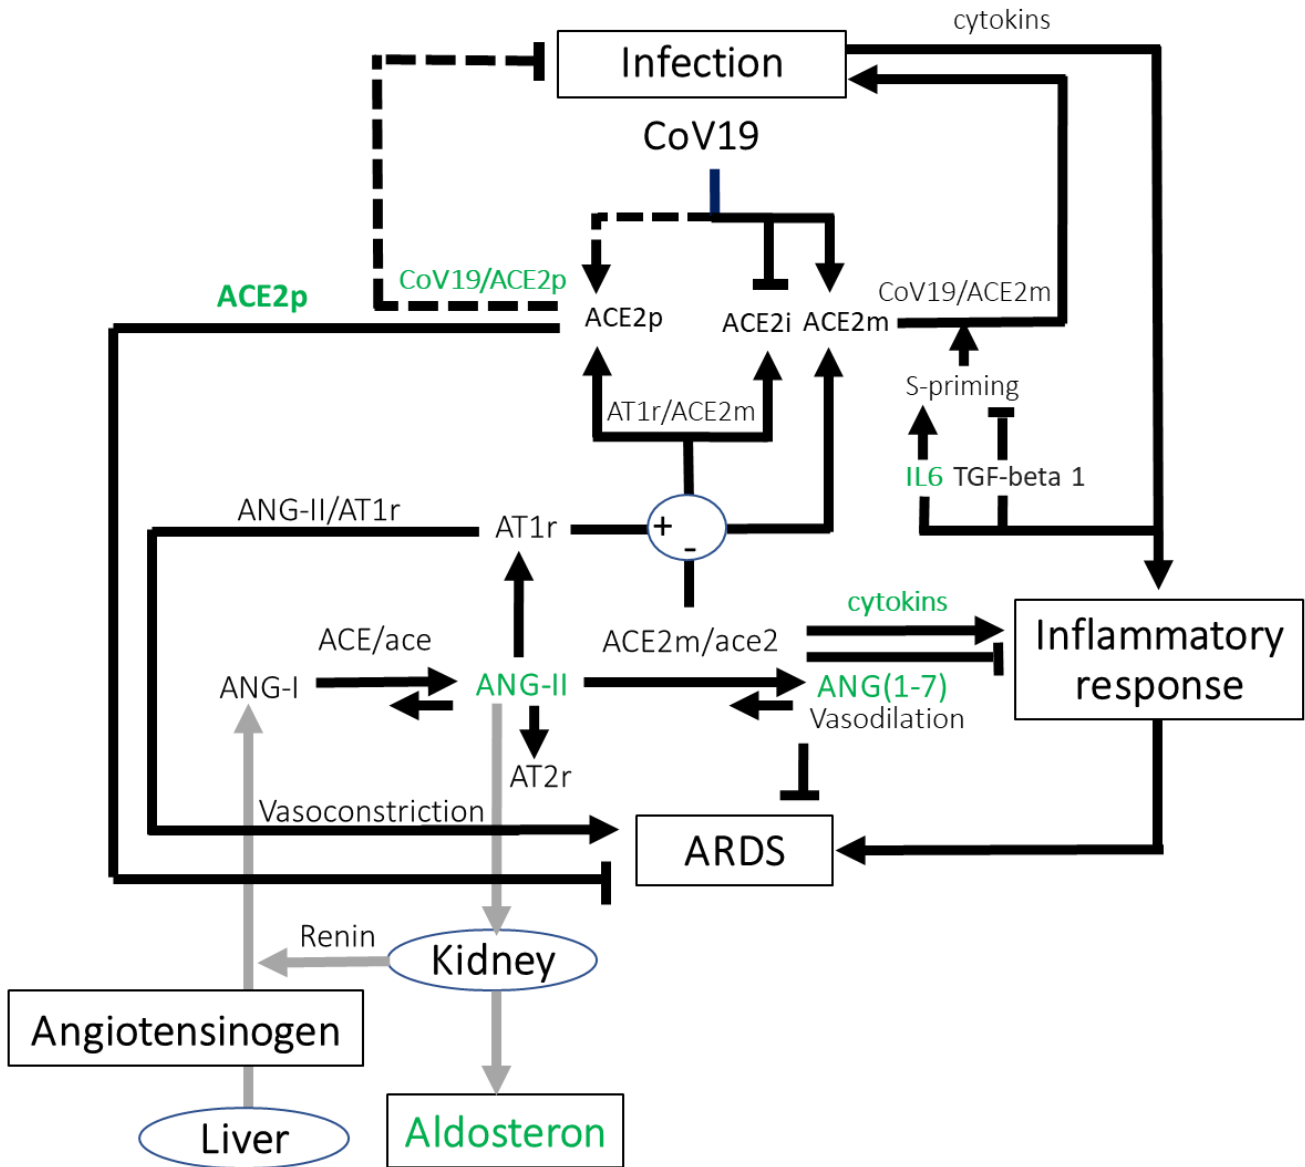 cytokins
Infection
CoV19
CoV19/ACE2p
ACE2p
CoV19/ACE2m
ACE2p
ACE2i
ACE2m
S-priming
AT1r/ACE2m
IL6
TGF-beta 1
ANG-II/AT1r
AT1r
+
-
cytokins
ACE/ace
ACE2m/ace2
Inflammatory
response
ANG-I
ANG-II
ANG(1-7)
Vasodilation
AT2r
Vasoconstriction
ARDS
Renin
Kidney
Angiotensinogen
Liver
Aldosteron